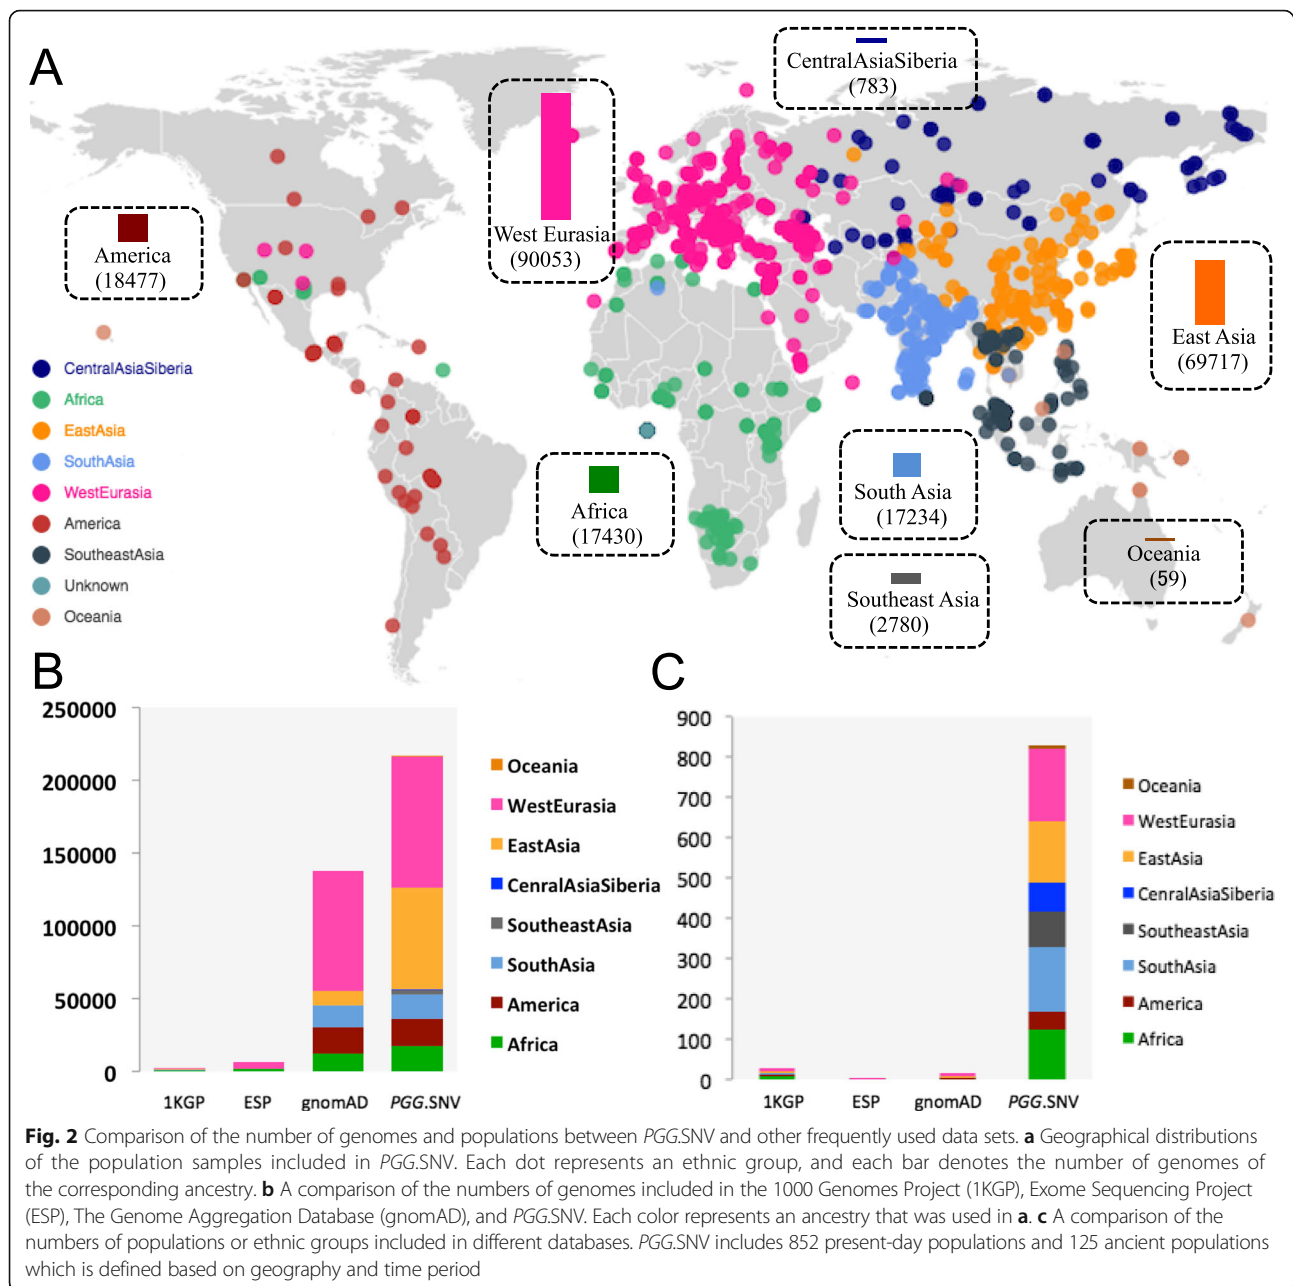 A
CentralAsiaSiberia
(783)
West Eurasia
(90053)
America
(18477)
East Asia
(69717)
CentralAsiaSiberia
Africa
EastAsia
SouthAsia
WestEurasia
America
SoutheastAsia
Unknown
Oceania
Africa
(17430)
South Asia
(17234)
Oceania
(59)
Southeast Asia
(2780)
B
250000
200000
150000
100000
50000
0
1KGP
ESP
gnomAD
PGG.SNV
Oceania
WestEurasia
EastAsia
CenralAsiaSiberia
SoutheastAsia
SouthAsia
America
Africa
C
900
800
700
600
500
400
300
200
100
0
1KGP
ESP
gnomAD
PGG.SNV
Oceania
WestEurasia
EastAsia
CenralAsiaSiberia
SoutheastAsia
SouthAsia
America
Africa
Fig. 2 Comparison of the number of genomes and populations between PGG.SNV and other frequently used data sets. a Geographical distributions
of the population samples included in PGG.SNV. Each dot represents an ethnic group, and each bar denotes the number of genomes of
the corresponding ancestry. b A comparison of the numbers of genomes included in the 1000 Genomes Project (1KGP), Exome Sequencing Project
(ESP), The Genome Aggregation Database (gnomAD), and PGG.SNV. Each color represents an ancestry that was used in a. c A comparison of the
numbers of populations or ethnic groups included in different databases. PGG.SNV includes 852 present-day populations and 125 ancient populations
which is defined based on geography and time period